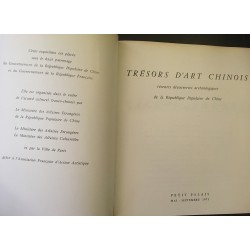 Cette exposition est placée
sous le haut patronage
du Gouvernement de la République Populaire de Chine
et du Gouvernement de la République Française.
Elle est organisée dans le cadre
de l'accord culturel franco-chinois par
Le Ministère des Affaires Étrangères
de la République Populaire de Chine
Le Ministère des Affaires Étrangères
Le Ministère des Affaires Culturelles
et par la Ville de Paris
grâce à l'Association Française d'Action Artistique
TRÉSORS D'ART CHINOIS
récentes découvertes archéologiques
de la République Populaire de Chine
PETIT PALAIS
MAI - SEPTEMBRE